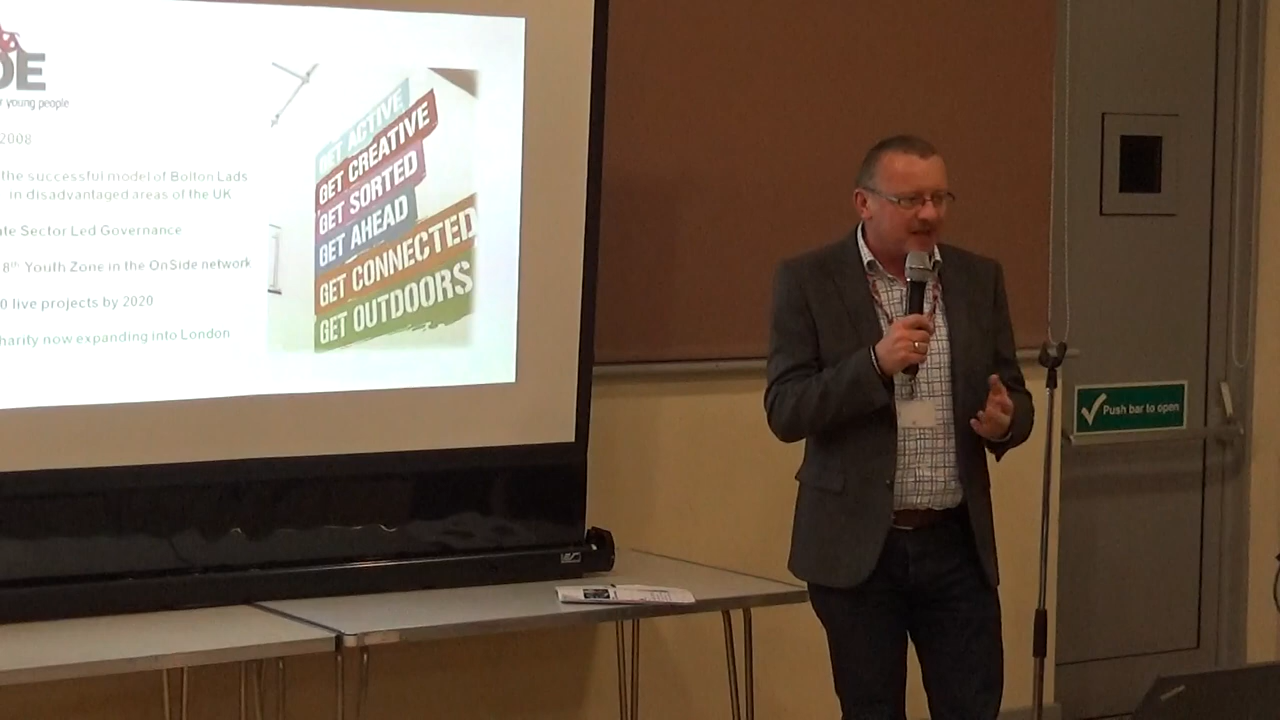 DE
young people
2008
the successful model of Bolton Lads
in disadvantaged areas of the UK
Sector Led Governance
8th Youth Zone in the OnSide network
0 live projects by 2020
now expanding into London
GET ACTIVE
GET CREATIVE
GET SORTED
GET AHEAD
GET CONNECTED
GET OUTDOORS
Push bar to open